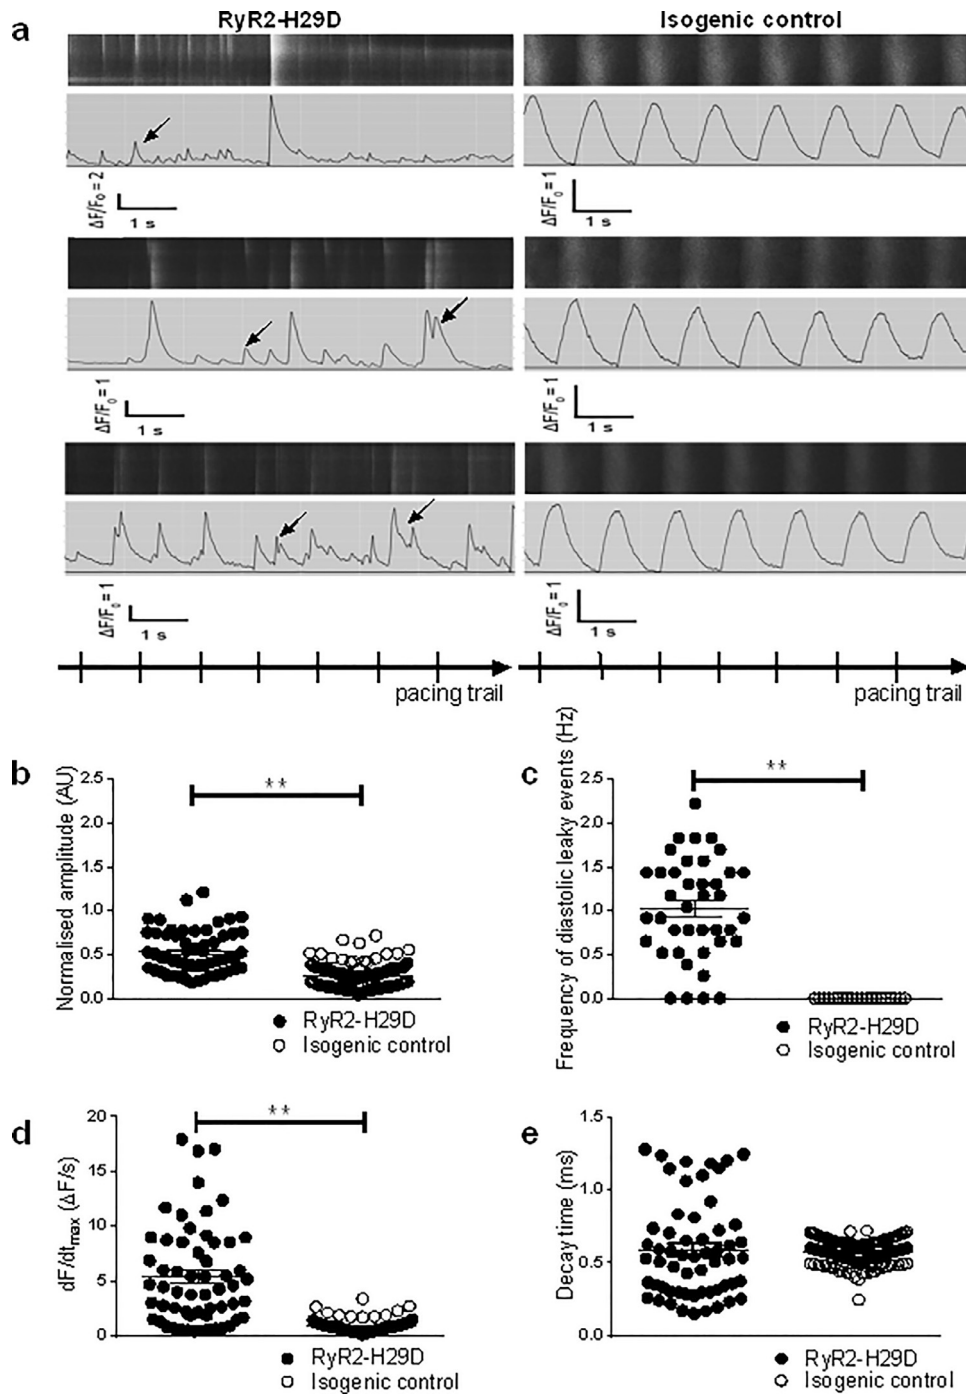 a
RyR2-H29D
Isogenic control
ΔF/F₀ = 2
1 s
ΔF/F₀ = 1
1 s
ΔF/F₀ = 1
1 s
ΔF/F₀ = 1
1 s
ΔF/F₀ = 1
1 s
ΔF/F₀ = 1
1 s
pacing trail
pacing trail
b
Normalised amplitude (AU)
2.5
2.0
1.5
1.0
0.5
0.0
**
RyR2-H29D
Isogenic control
c
Frequency of diastolic leaky events (Hz)
2.5
2.0
1.5
1.0
0.5
0.0
**
RyR2-H29D
Isogenic control
d
dF/dtmax (ΔF/s)
20
15
10
5
0
**
RyR2-H29D
Isogenic control
e
Decay time (ms)
1.5
1.0
0.5
0.0
RyR2-H29D
Isogenic control